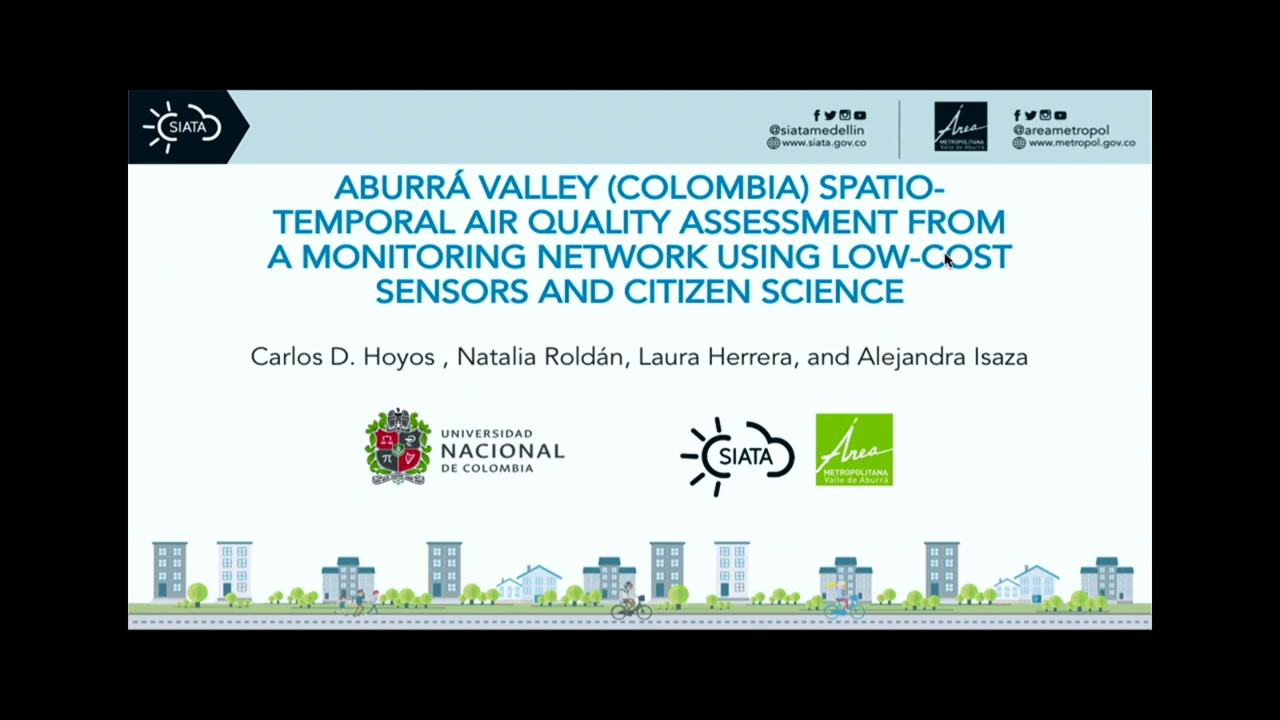 SIATA
@siatamedellin
www.siata.gov.co
Área
METROPOLITANA
Valle de Aburrá
@areametropol
www.metropol.gov.co
ABURRÁ VALLEY (COLOMBIA) SPATIO-
TEMPORAL AIR QUALITY ASSESSMENT FROM
A MONITORING NETWORK USING LOW-COST
SENSORS AND CITIZEN SCIENCE
Carlos D. Hoyos , Natalia Roldán, Laura Herrera, and Alejandra Isaza
UNIVERSIDAD
NACIONAL
DE COLOMBIA
SIATA
Área
METROPOLITANA
Valle de Aburrá